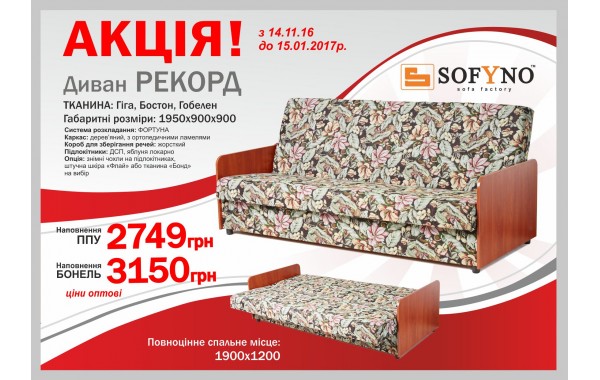 АКЦІЯ!
з 14.11.16
до 15.01.2017р.
Диван РЕКОРД
SOFYNO™
sofa factory
ТКАНИНА: Гіга, Бостон, Гобелен
Габаритні розміри: 1950х900х900
Система розкладання: ФОРТУНА
Каркас: дерев'яний, з ортопедичними ламелями
Короб для зберігання речей: жорсткий
Підлокітники: ДСП, яблуня локарно
Опція: знімні чохли на підлокітниках,
штучна шкіра «Флай» або тканина «Бонд»
на вибір
Наповнення
ППУ 2749грн
Наповнення
БОНЕЛЬ 3150грн
ціни оптові
Повноцінне спальне місце:
1900х1200